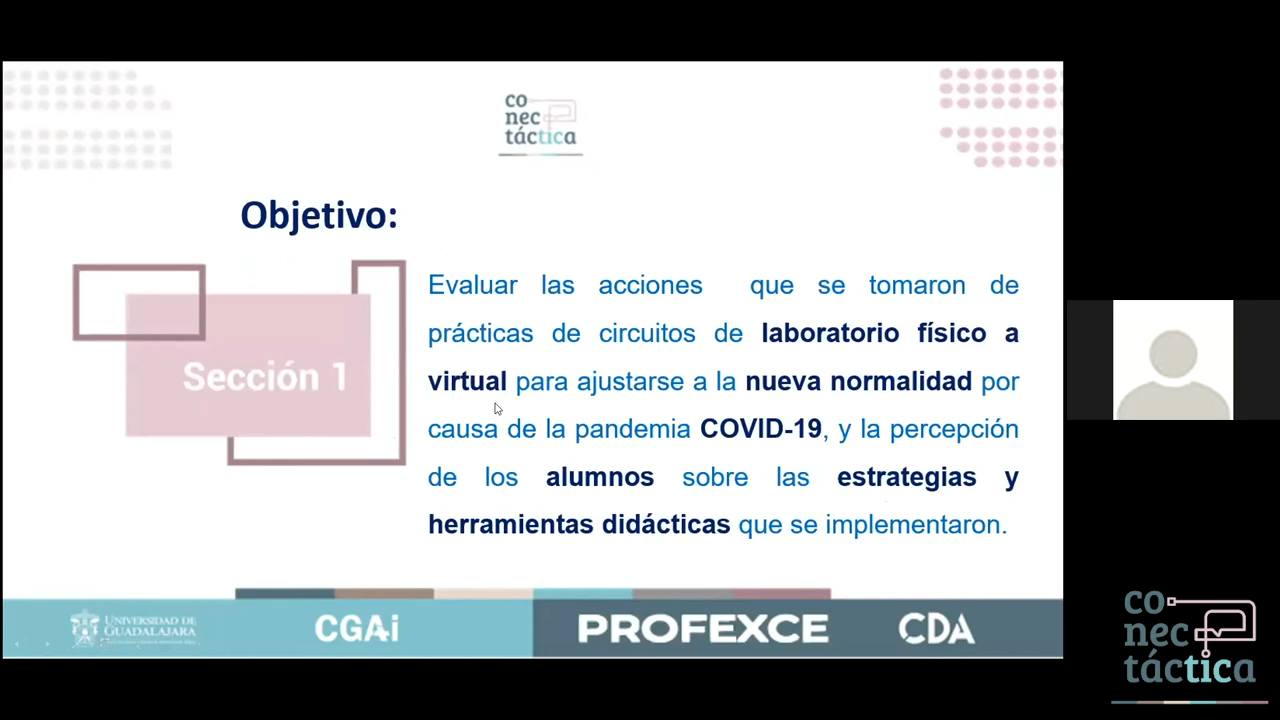 co
nec
táctica
Objetivo:
Sección 1
Evaluar las acciones que se tomaron de
prácticas de circuitos de laboratorio físico a
virtual para ajustarse a la nueva normalidad por
causa de la pandemia COVID-19, y la percepción
de los alumnos sobre las estrategias y
herramientas didácticas que se implementaron.
UNIVERSIDAD DE
GUADALAJARA
CGAi
PROFEXCE
CDA
co
nec
táctica